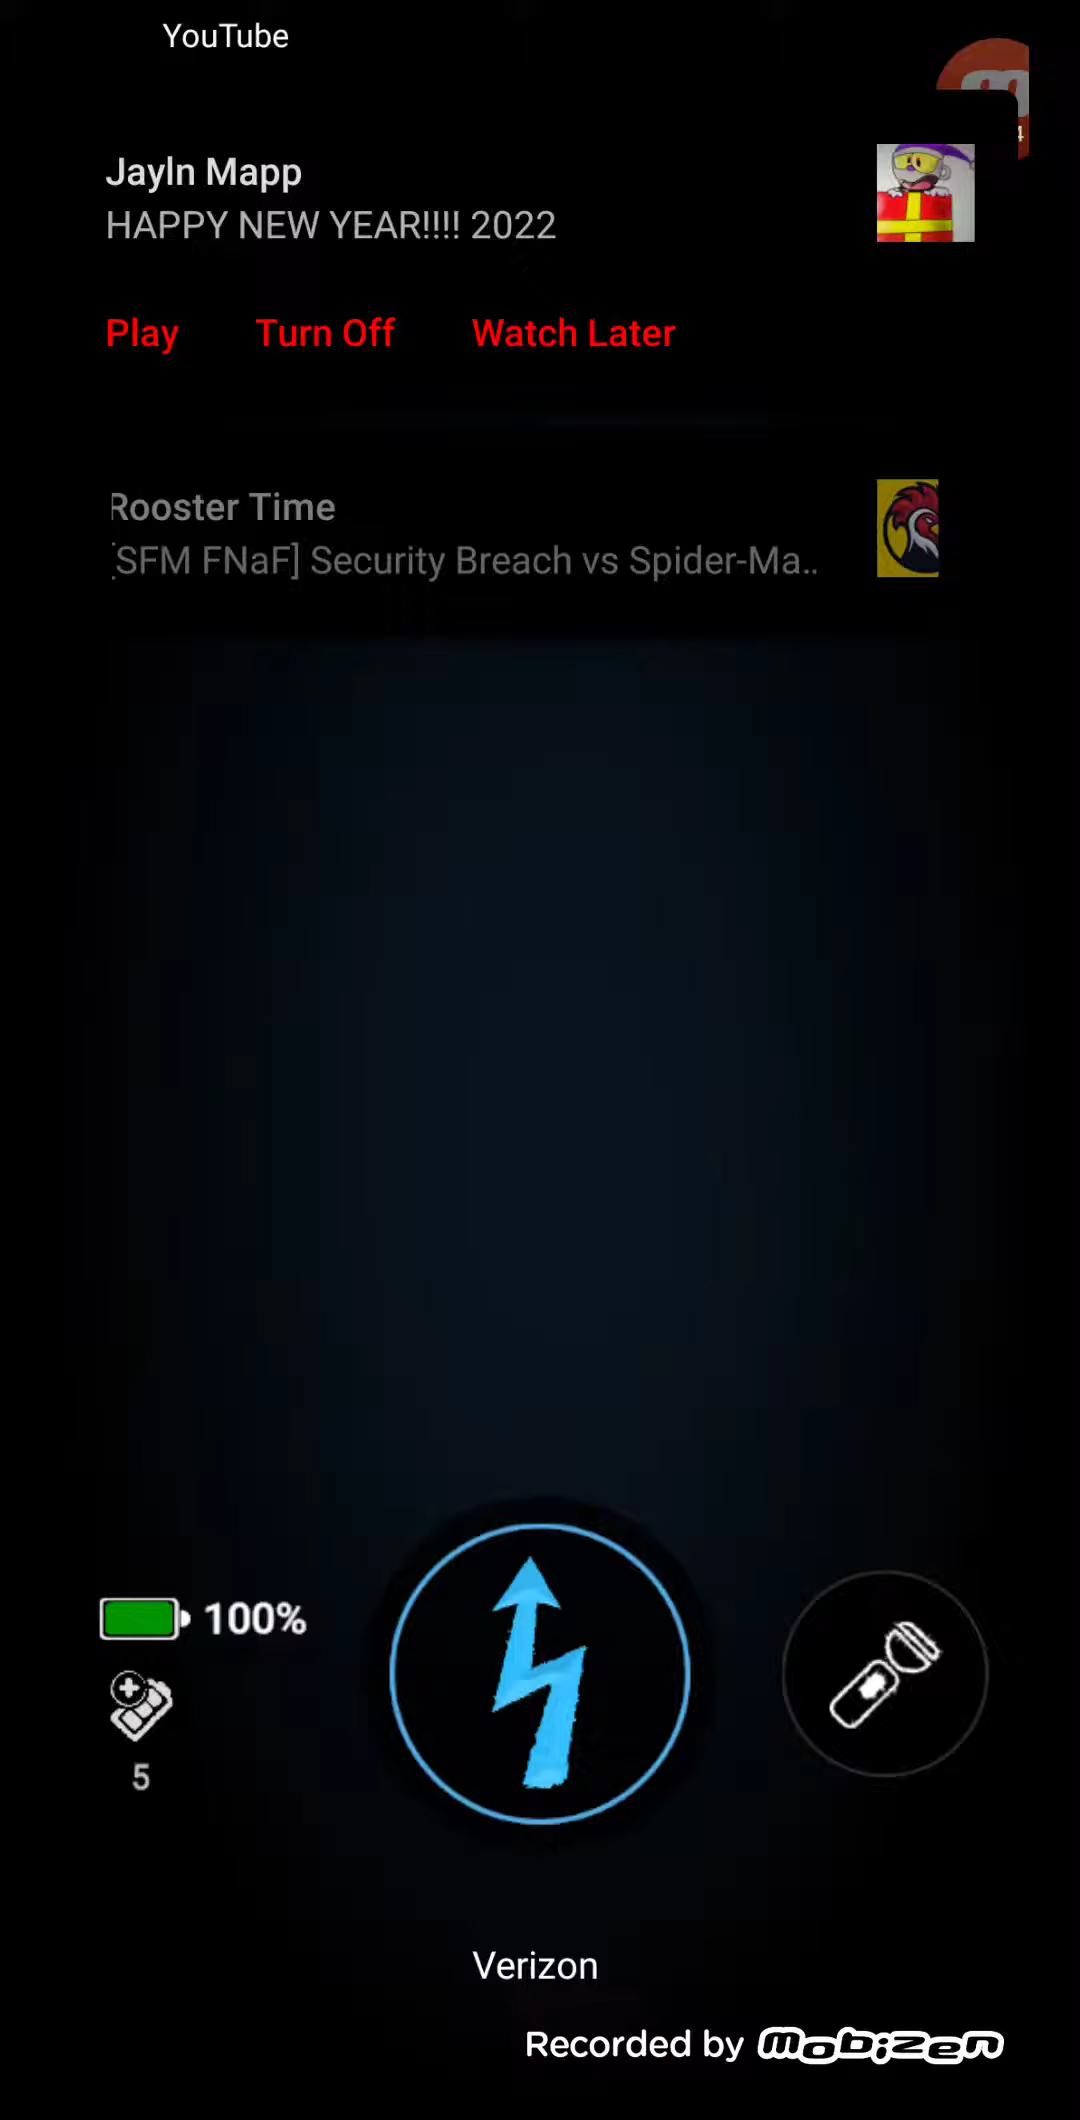 YouTube
4
Jayln Mapp
HAPPY NEW YEAR!!!! 2022
Play Turn Off Watch Later
Rooster Time
[SFM FNaF] Security Breach vs Spider-Ma..
100%
5
Verizon
Recorded by mobizen